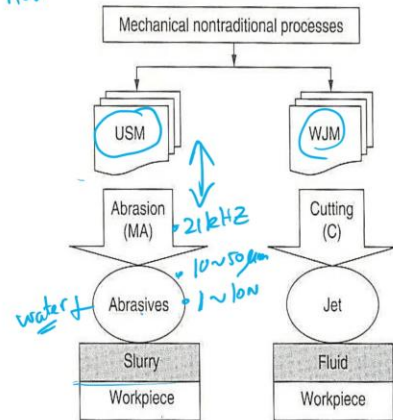 Mechanical nontraditional processes
USM
WJM
Abrasion
(MA)
Cutting
(C)
21kHZ
10~50μm
1~10N
water
Abrasives
Jet
Slurry
Fluid
Workpiece
Workpiece